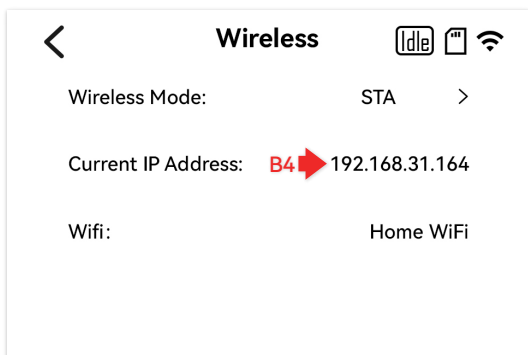 Wireless Idle
Wireless Mode: STA >
Current IP Address: B4 192.168.31.164
Wifi: Home WiFi